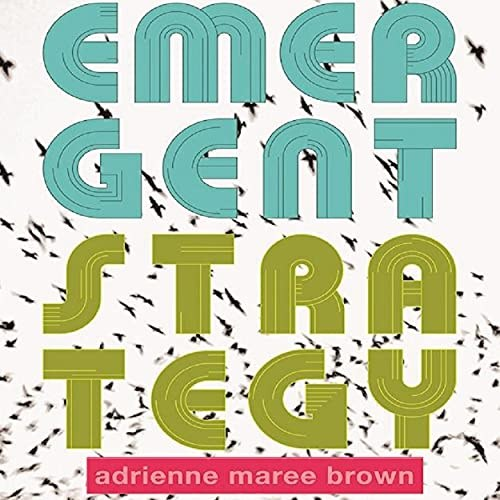 EMER
GENT
STRA
TEGY
adrienne maree brown